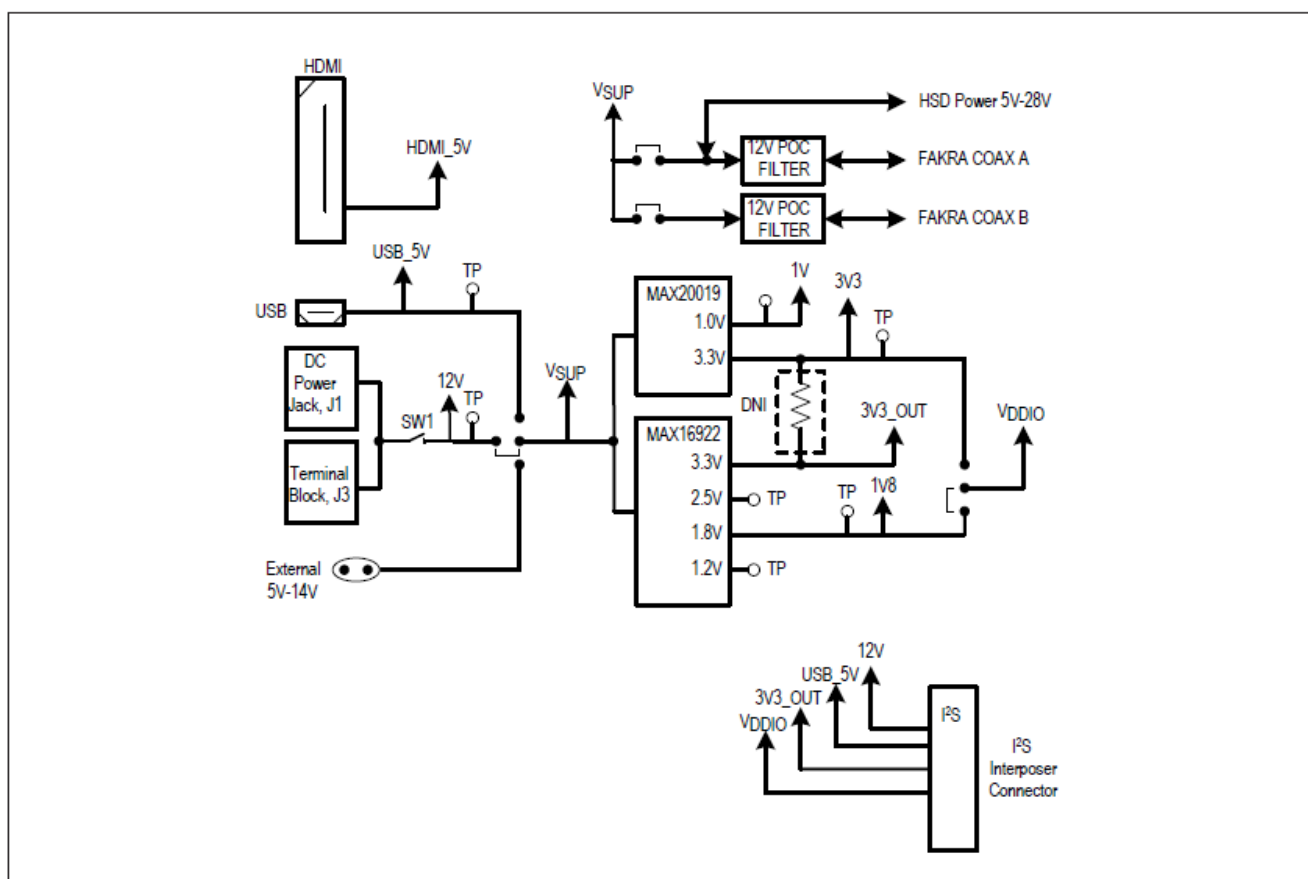 HDMI
HDMI_5V
VSUP
HSD Power 5V-28V
12V POC
FILTER
FAKRA COAX A
12V POC
FILTER
FAKRA COAX B
USB_5V
TP
USB
DC
Power
Jack, J1
Terminal
Block, J3
SW1
12V
TP
VSUP
External
5V-14V
MAX20019
1.0V
3.3V
1V
3V3
TP
DNI
MAX16922
3.3V
2.5V
1.8V
1.2V
3V3_OUT
TP
TP
1V8
TP
VDDIO
12V
USB_5V
3V3_OUT
VDDIO
I²S
I²S
Interposer
Connector